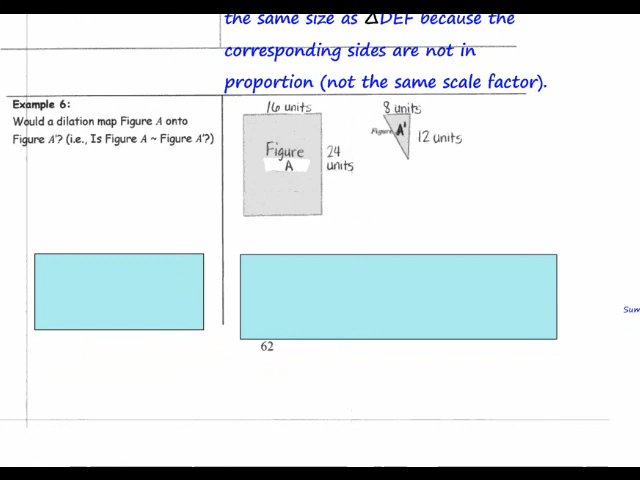 the same size as △DEF because the
corresponding sides are not in
proportion (not the same scale factor).
Example 6:
Would a dilation map Figure A onto
Figure A'? (i.e., Is Figure A ~ Figure A'?)
16 units
Figure
A
24
units
8 units
Figure A'
12 units
Sum
62